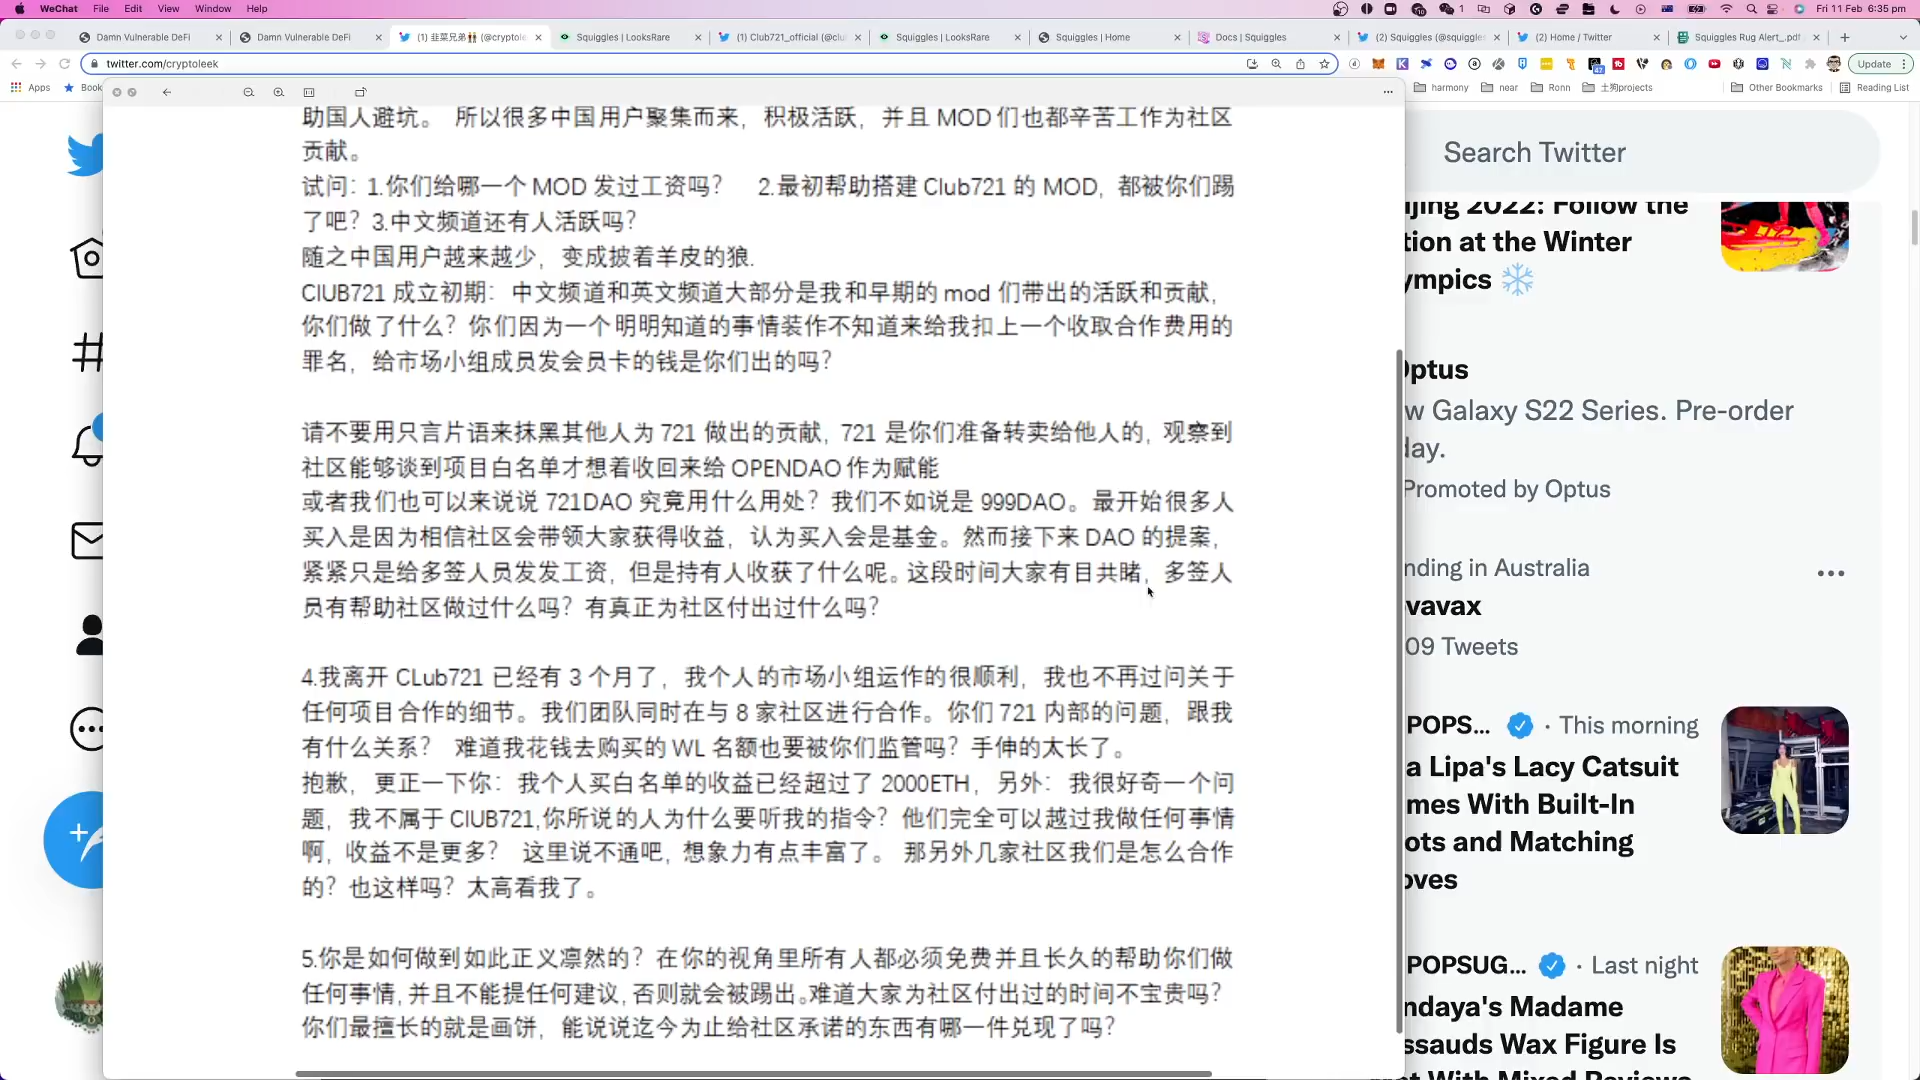 WeChat File Edit View Window Help
1 Fri 11 Feb 6:35 pm
Damn Vulnerable DeFi
Damn Vulnerable DeFi
(1) 韭菜兄弟 (@cryptole
Squiggles | LooksRare
(1) Club721_official (@clu
Squiggles | LooksRare
Squiggles | Home
Docs | Squiggles
(2) Squiggles (@squiggle
(2) Home / Twitter
Squiggles Rug Alert_.pdf
twitter.com/cryptoleek
Update
Apps
Book
harmony
near
Ronn
土狗projects
Other Bookmarks
Reading List
助国人避坑。 所以很多中国用户聚集而来，积极活跃，并且 MOD 们也都辛苦工作为社区
贡献。
试问：1.你们给哪一个 MOD 发过工资吗？ 2.最初帮助搭建 Club721 的 MOD，都被你们踢
了吧？3.中文频道还有人活跃吗？
随之中国用户越来越少，变成披着羊皮的狼.
ClUB721 成立初期：中文频道和英文频道大部分是我和早期的 mod 们带出的活跃和贡献，
你们做了什么？你们因为一个明明知道的事情装作不知道来给我扣上一个收取合作费用的
罪名，给市场小组成员发会员卡的钱是你们出的吗？
请不要用只言片语来抹黑其他人为 721 做出的贡献，721 是你们准备转卖给他人的，观察到
社区能够谈到项目白名单才想着收回来给 OPENDAO 作为赋能
或者我们也可以来说说 721DAO 究竟用什么用处？我们不如说是 999DAO。最开始很多人
买入是因为相信社区会带领大家获得收益，认为买入会是基金。然而接下来 DAO 的提案，
紧紧只是给多签人员发发工资，但是持有人收获了什么呢。这段时间大家有目共睹，多签人
员有帮助社区做过什么吗？有真正为社区付出过什么吗？
4.我离开 CLub721 已经有 3 个月了，我个人的市场小组运作的很顺利，我也不再过问关于
任何项目合作的细节。我们团队同时在与 8 家社区进行合作。你们 721 内部的问题，跟我
有什么关系？ 难道我花钱去购买的 WL 名额也要被你们监管吗？手伸的太长了。
抱歉，更正一下你：我个人买白名单的收益已经超过了 2000ETH，另外：我很好奇一个问
题，我不属于 ClUB721,你所说的人为什么要听我的指令？他们完全可以越过我做任何事情
啊，收益不是更多？ 这里说不通吧，想象力有点丰富了。 那另外几家社区我们是怎么合作
的？也这样吗？太高看我了。
5.你是如何做到如此正义凛然的？在你的视角里所有人都必须免费并且长久的帮助你们做
任何事情,并且不能提任何建议,否则就会被踢出。难道大家为社区付出过的时间不宝贵吗？
你们最擅长的就是画饼，能说说迄今为止给社区承诺的东西有哪一件兑现了吗？
Search Twitter
ijing 2022: Follow the
tion at the Winter
ympics
Optus
w Galaxy S22 Series. Pre-order
day.
Promoted by Optus
nding in Australia
vavax
09 Tweets
POPS... · This morning
a Lipa's Lacy Catsuit
mes With Built-In
ots and Matching
oves
POPSUG... · Last night
ndaya's Madame
ssauds Wax Figure Is